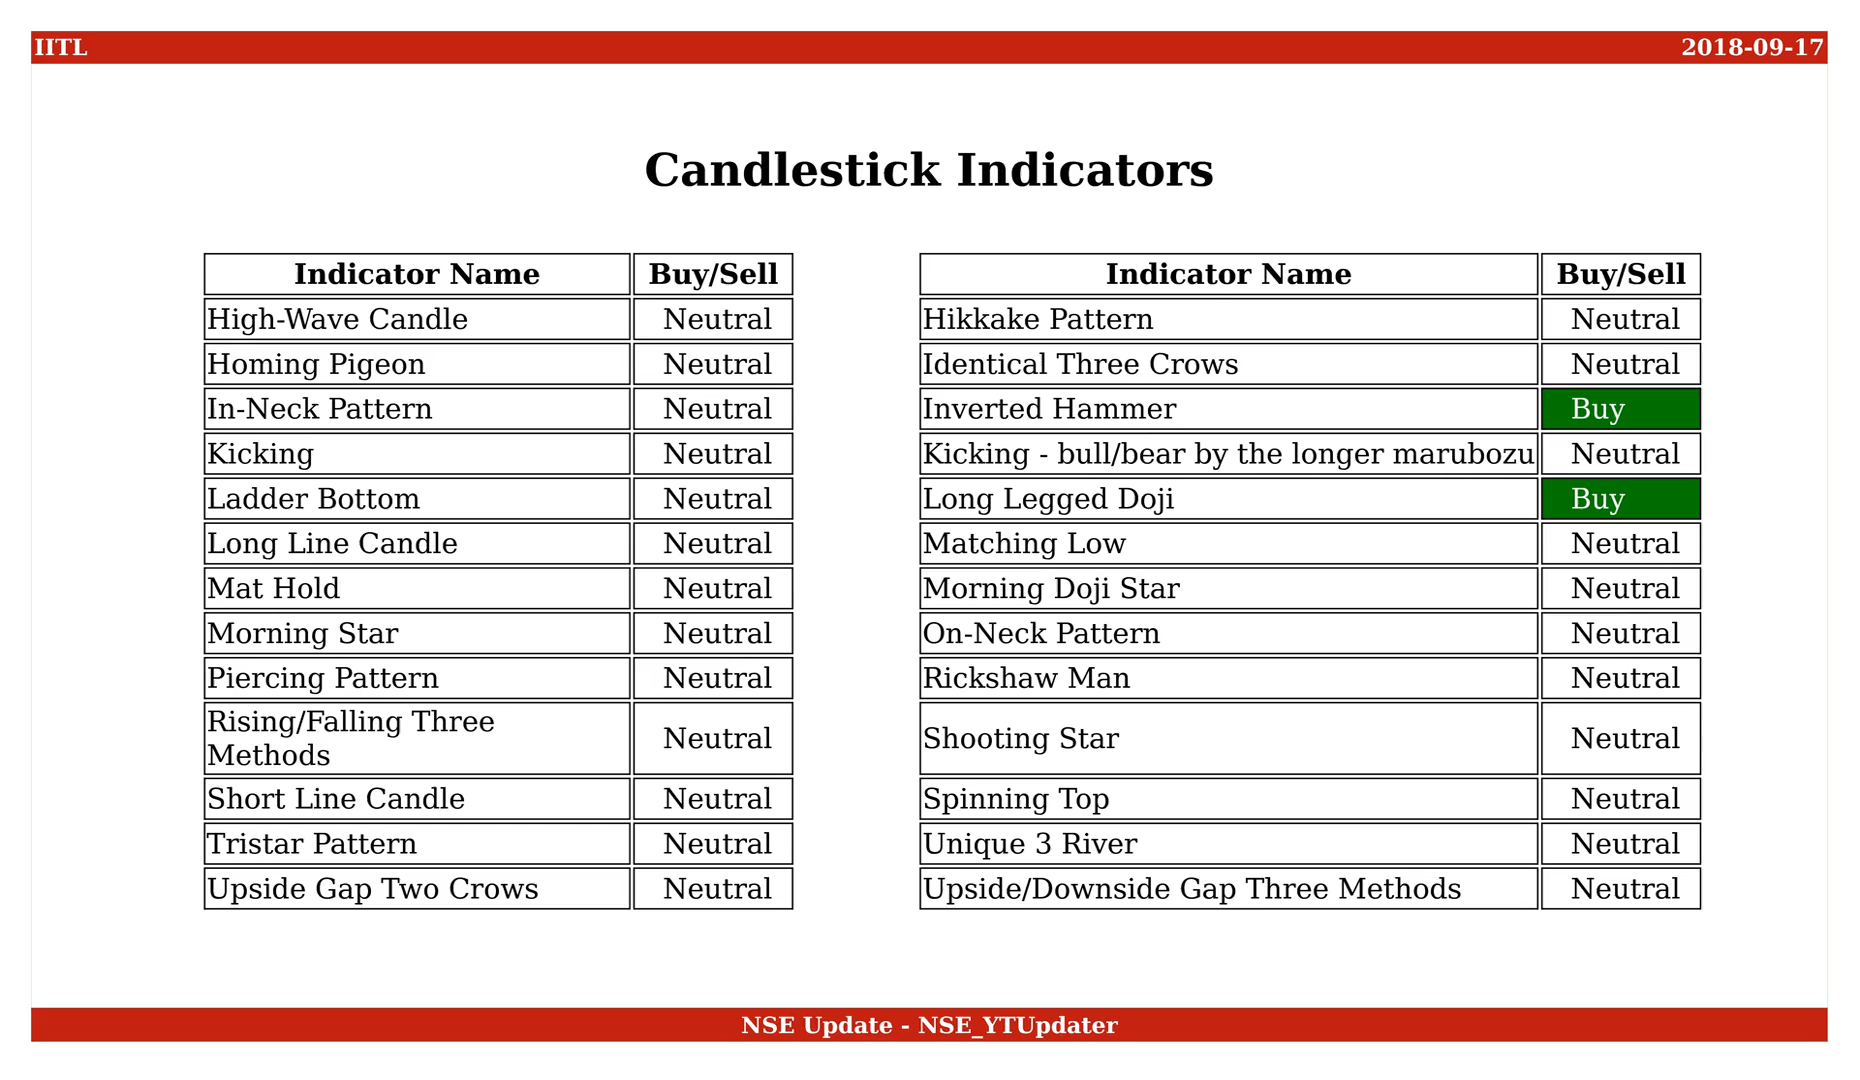 IITL 2018-09-17
Candlestick Indicators
Indicator Name Buy/Sell Indicator Name Buy/Sell
High-Wave Candle Neutral Hikkake Pattern Neutral
Homing Pigeon Neutral Identical Three Crows Neutral
In-Neck Pattern Neutral Inverted Hammer Buy
Kicking Neutral Kicking - bull/bear by the longer marubozu Neutral
Ladder Bottom Neutral Long Legged Doji Buy
Long Line Candle Neutral Matching Low Neutral
Mat Hold Neutral Morning Doji Star Neutral
Morning Star Neutral On-Neck Pattern Neutral
Piercing Pattern Neutral Rickshaw Man Neutral
Rising/Falling Three
Methods Neutral Shooting Star Neutral
Short Line Candle Neutral Spinning Top Neutral
Tristar Pattern Neutral Unique 3 River Neutral
Upside Gap Two Crows Neutral Upside/Downside Gap Three Methods Neutral
NSE Update - NSE_YTUpdater